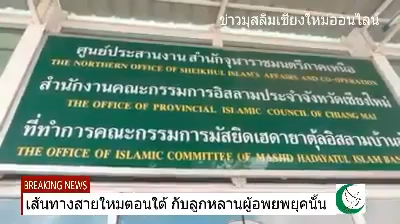 ข่าวมุสลิมเชียงใหม่ออนไลน์
ศูนย์ประสานงาน สำนักจุฬาราชมนตรีภาคเหนือ
THE NORTHERN OFFICE OF SHEIKHUL ISLAM'S AFFAIRS AND CO-OPERATION
สำนักงานคณะกรรมการอิสลามประจำจังหวัดเชียงใหม่
THE OFFICE OF PROVINCIAL ISLAMIC COUNCIL OF CHIANG MAI
ที่ทำการคณะกรรมการมัสยิดเฮดายาตุ้ลอิสลามบ้าน
THE OFFICE OF ISLAMIC COMMITTEE OF MASJID HADAYATUL ISLAM BAN
BREAKING NEWS
เส้นทางสายใหมตอนใต้ กับลูกหลานผู้อพยพยุคนั้น